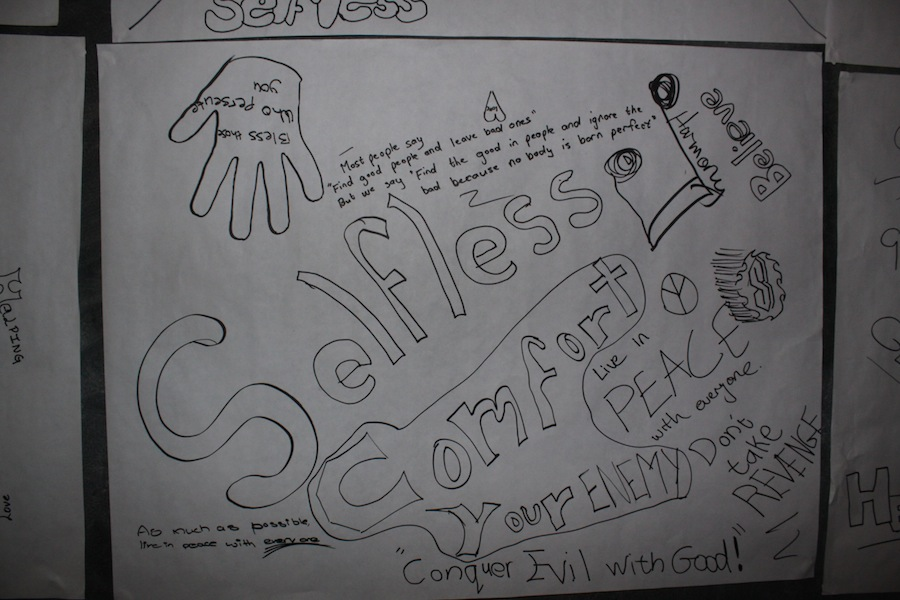 Selfless
Bless those
who persecute
you
Most people say
"Find good people and leave bad ones"
But we say "Find the good in people and ignore the
bad because no body is born perfect"
Harmony
Believe
Selfless
Comfort
Your ENEMY
Live in
PEACE
with everyone.
Don't
take
REVENGE
As much as possible
live in peace with everyone
"Conquer Evil with Good!"
Love